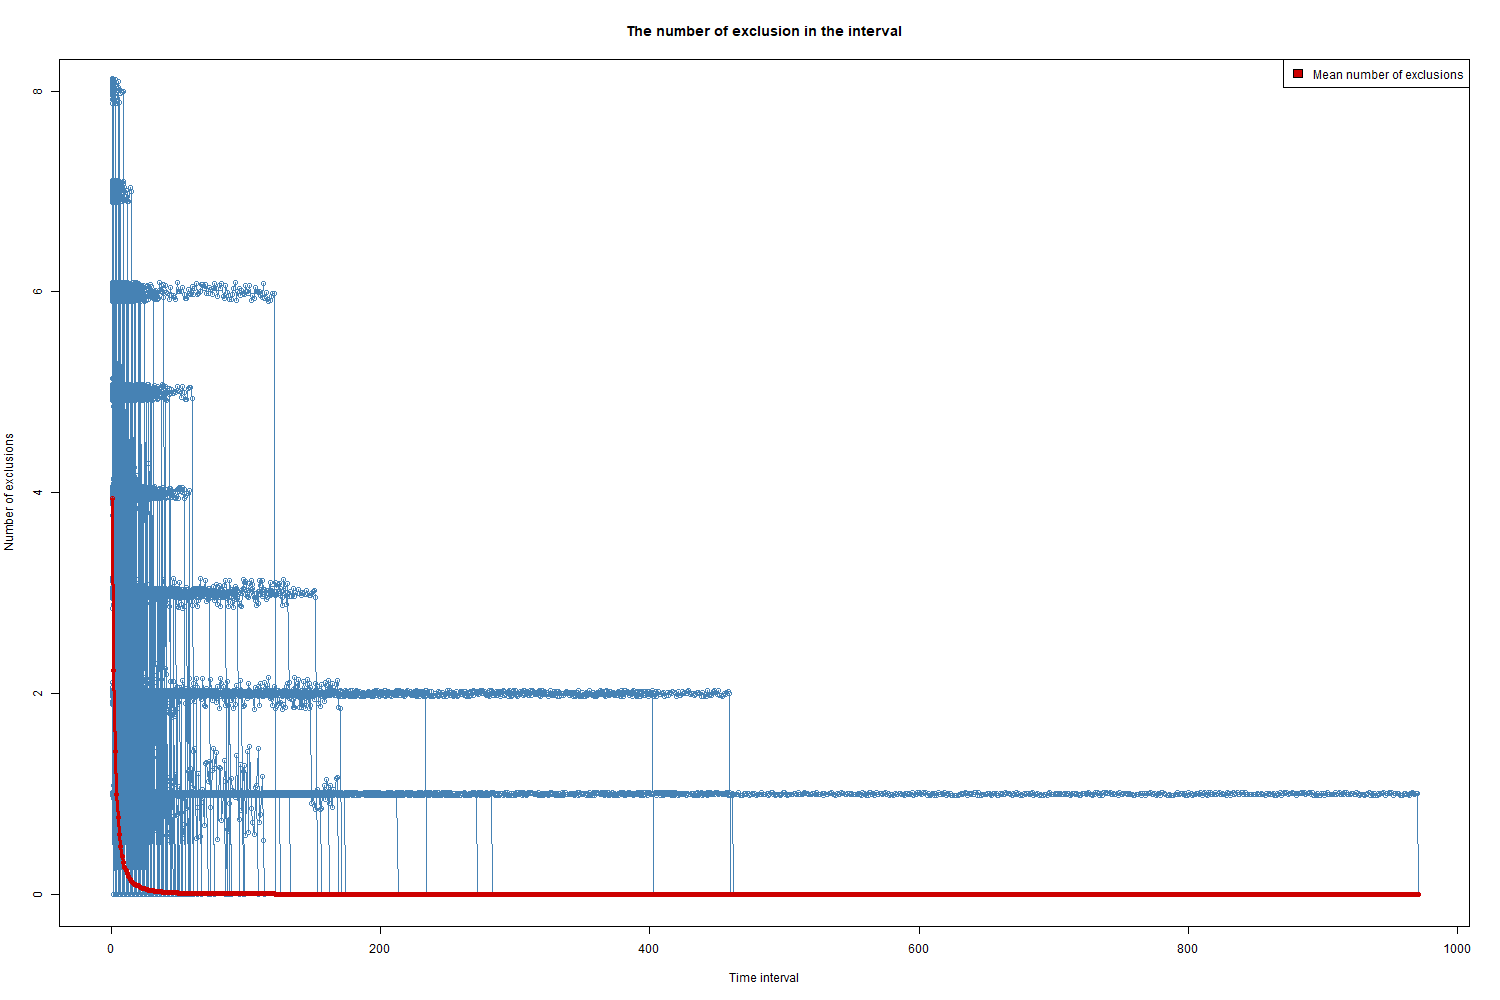 The number of exclusion in the interval
Mean number of exclusions
8
6
4
2
0
Number of exclusions
0 200 400 600 800 1000
Time interval